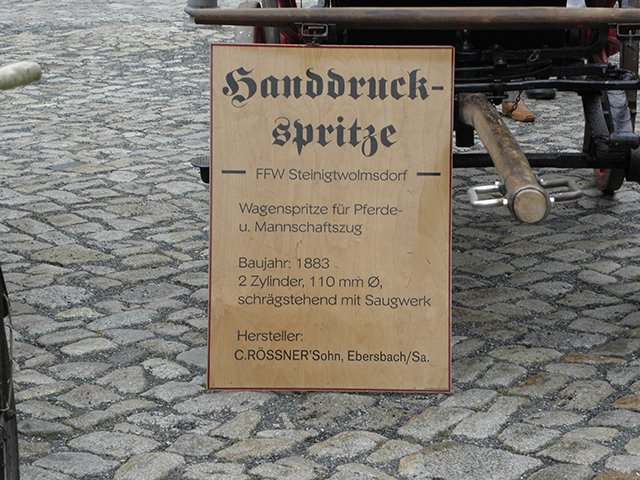 Handdruck-
spritze
— FFW Steinigtwolmsdorf —
Wagenspritze für Pferde-
u. Mannschaftszug
Baujahr: 1883
2 Zylinder, 110 mm Ø,
schrägstehend mit Saugwerk
Hersteller:
C.RÖSSNER'Sohn, Ebersbach/Sa.